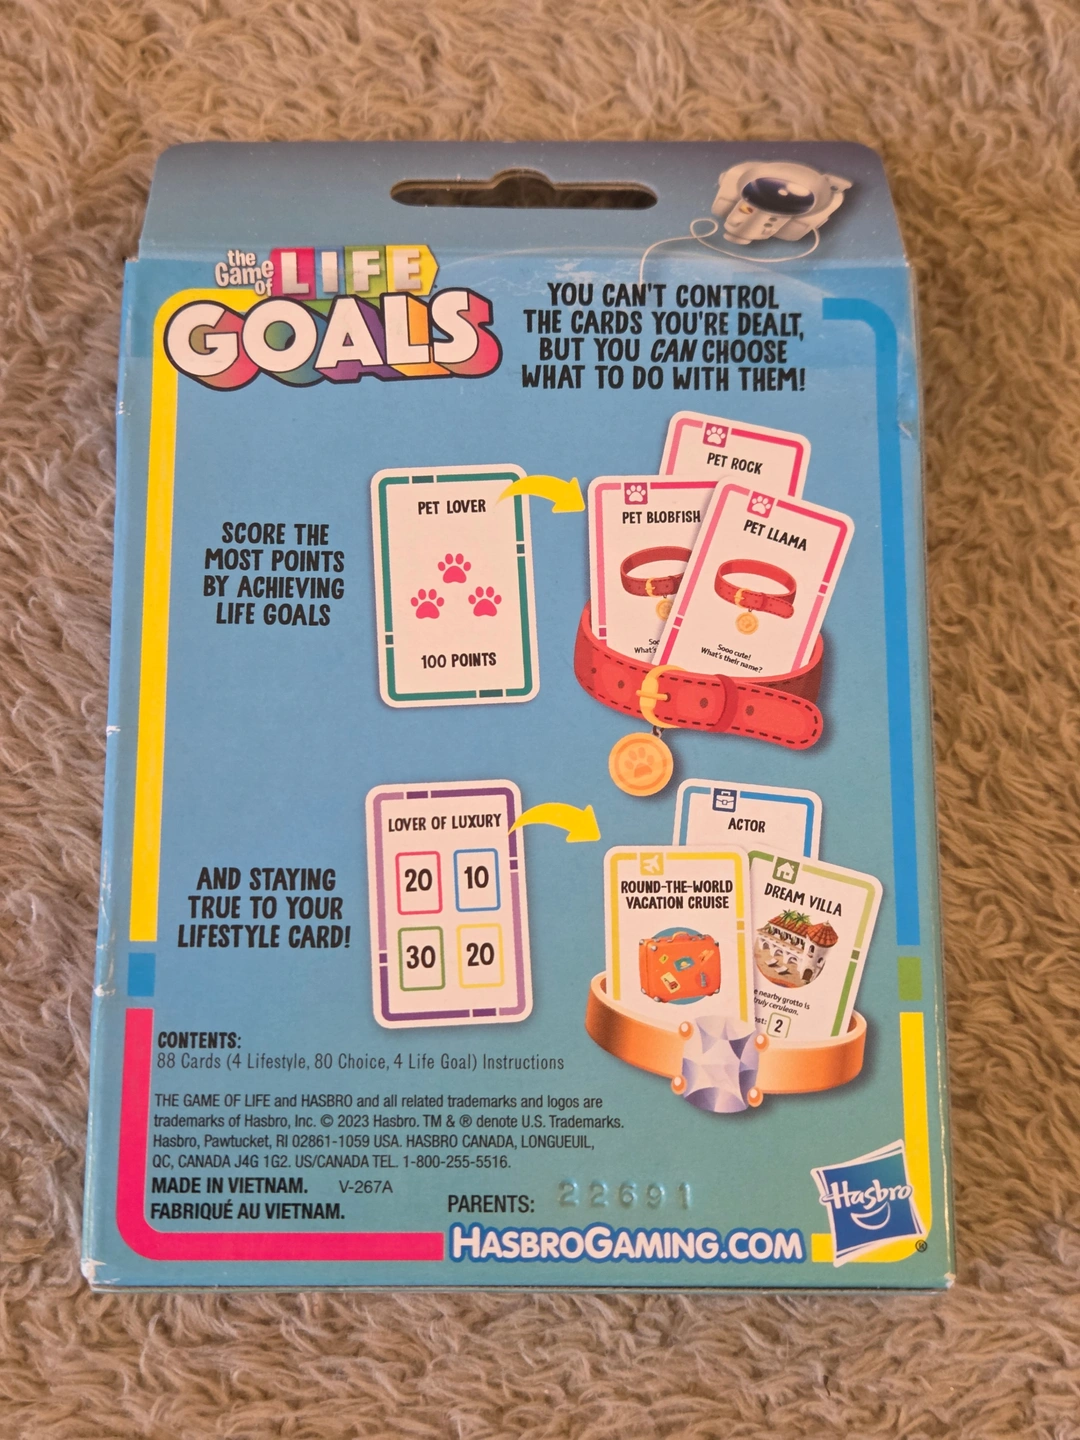 the
Game
of
LIFE
GOALS
YOU CAN'T CONTROL
THE CARDS YOU'RE DEALT,
BUT YOU CAN CHOOSE
WHAT TO DO WITH THEM!
SCORE THE
MOST POINTS
BY ACHIEVING
LIFE GOALS
PET LOVER
100 POINTS
PET ROCK
PET BLOBFISH
What's
PET LLAMA
Sooo cute!
What's their name?
AND STAYING
TRUE TO YOUR
LIFESTYLE CARD!
LOVER OF LUXURY
20 10
30 20
ACTOR
ROUND-THE-WORLD
VACATION CRUISE
DREAM VILLA
nearby grotto is
truly cerulean.
2
CONTENTS:
88 Cards (4 Lifestyle, 80 Choice, 4 Life Goal) Instructions
THE GAME OF LIFE and HASBRO and all related trademarks and logos are
trademarks of Hasbro, Inc. © 2023 Hasbro. TM & ® denote U.S. Trademarks.
Hasbro, Pawtucket, RI 02861-1059 USA. HASBRO CANADA, LONGUEUIL,
QC, CANADA J4G 1G2. US/CANADA TEL. 1-800-255-5516.
MADE IN VIETNAM. V-267A
FABRIQUÉ AU VIETNAM.
PARENTS: 22691
HASBROGAMING.COM
Hasbro
®